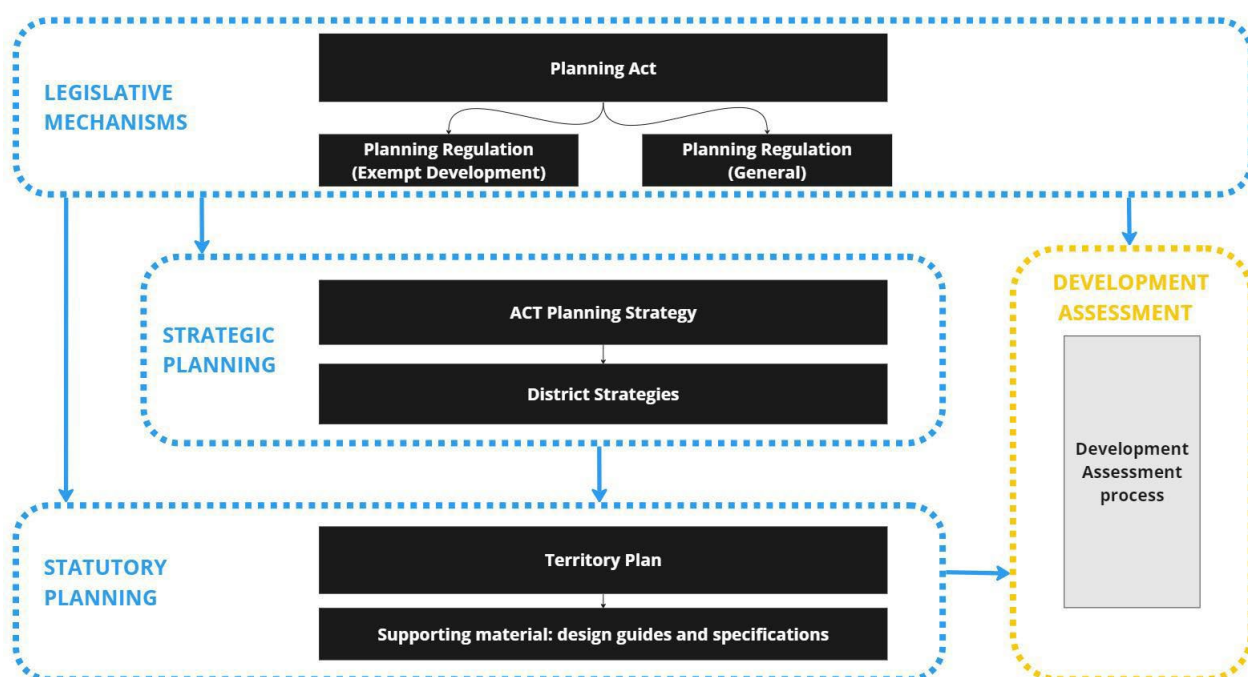 LEGISLATIVE
MECHANISMS
Planning Act
Planning Regulation
(Exempt Development)
Planning Regulation
(General)
STRATEGIC
PLANNING
ACT Planning Strategy
District Strategies
DEVELOPMENT
ASSESSMENT
Development
Assessment
process
STATUTORY
PLANNING
Territory Plan
Supporting material: design guides and specifications